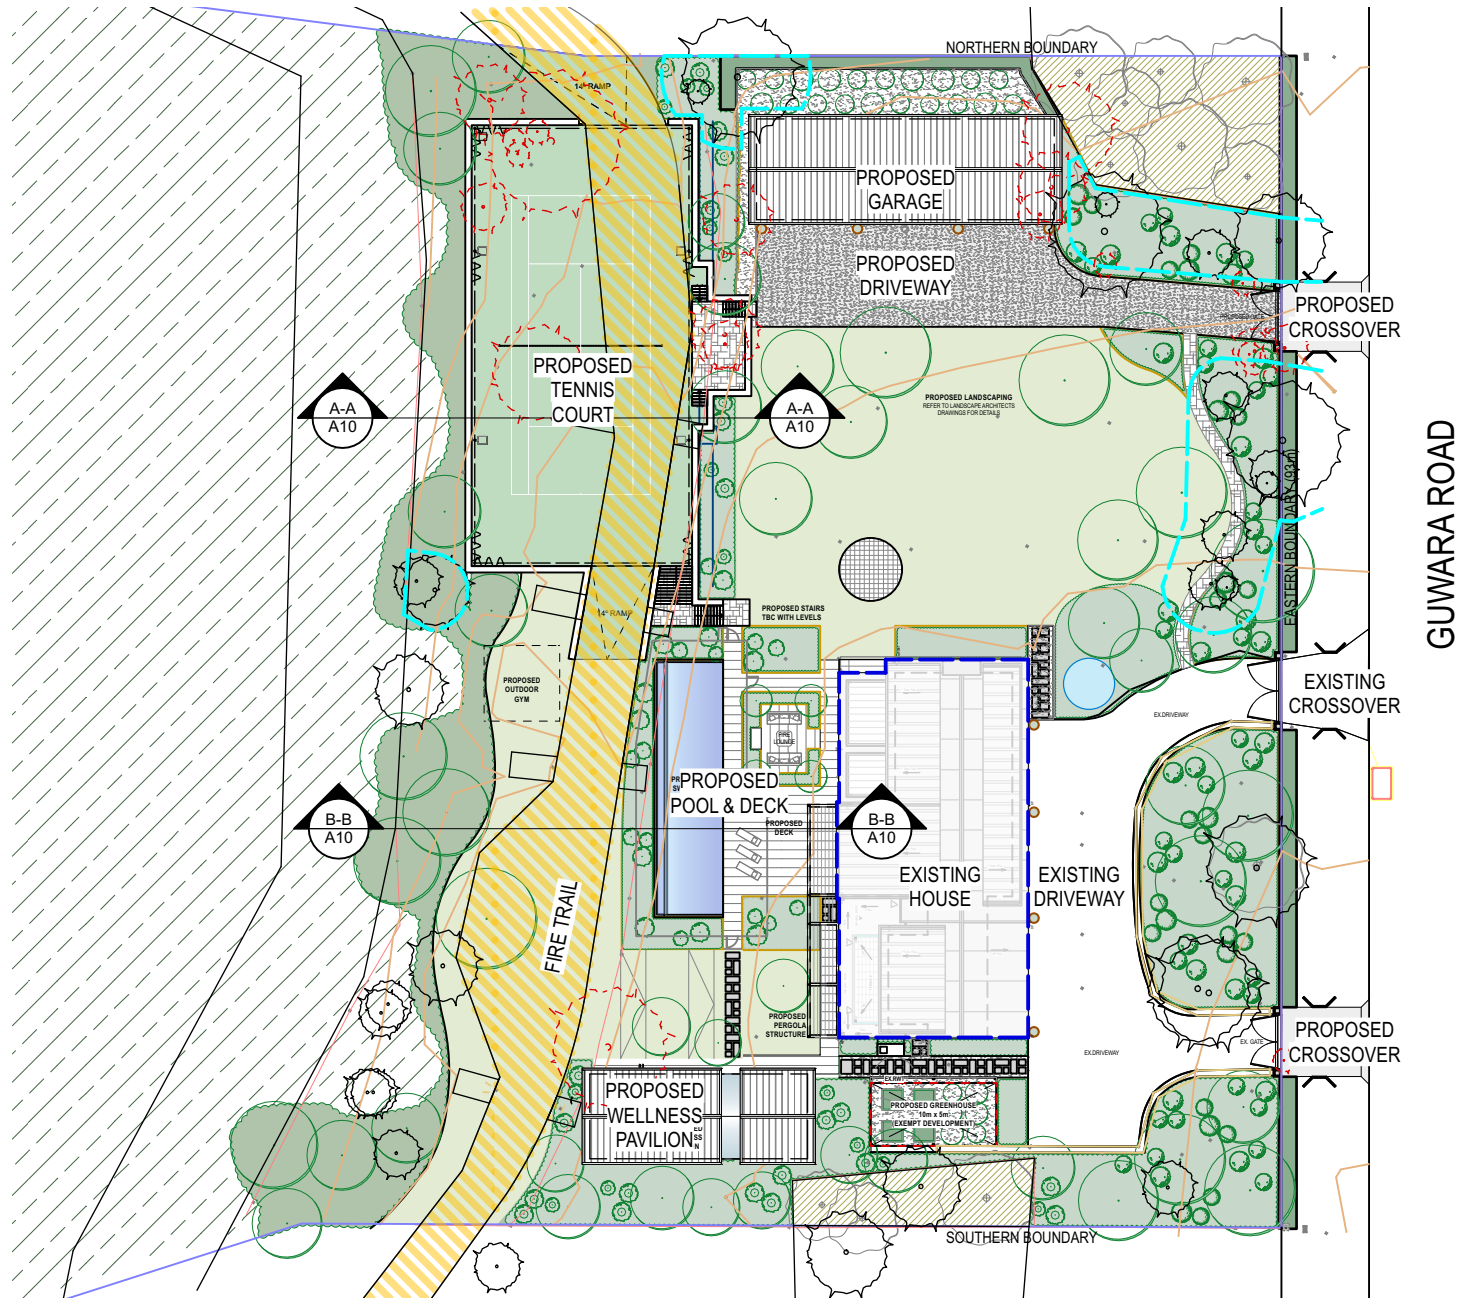 NORTHERN BOUNDARY
14° RAMP
PROPOSED
GARAGE
PROPOSED
DRIVEWAY
PROPOSED
CROSSOVER
PROPOSED
TENNIS
COURT
A-A
A10
A-A
A10
PROPOSED LANDSCAPING
REFER TO LANDSCAPE ARCHITECTS
DRAWINGS FOR DETAILS
EASTERN BOUNDARY (93m)
GUWARA ROAD
14° RAMP
PROPOSED STAIRS
TBC WITH LEVELS
PROPOSED
OUTDOOR
GYM
EXISTING
CROSSOVER
EX.DRIVEWAY
FIRE
LOUNGE
PROPOSED
POOL & DECK
PROPOSED
DECK
B-B
A10
B-B
A10
EXISTING
HOUSE
EXISTING
DRIVEWAY
FIRE TRAIL
PROPOSED
PERGOLA
STRUCTURE
EX.DRIVEWAY
EX. GATE
PROPOSED
CROSSOVER
PROPOSED
WELLNESS
PAVILION
EX.RWT
PROPOSED GREENHOUSE
10m x 5m
(EXEMPT DEVELOPMENT)
SOUTHERN BOUNDARY